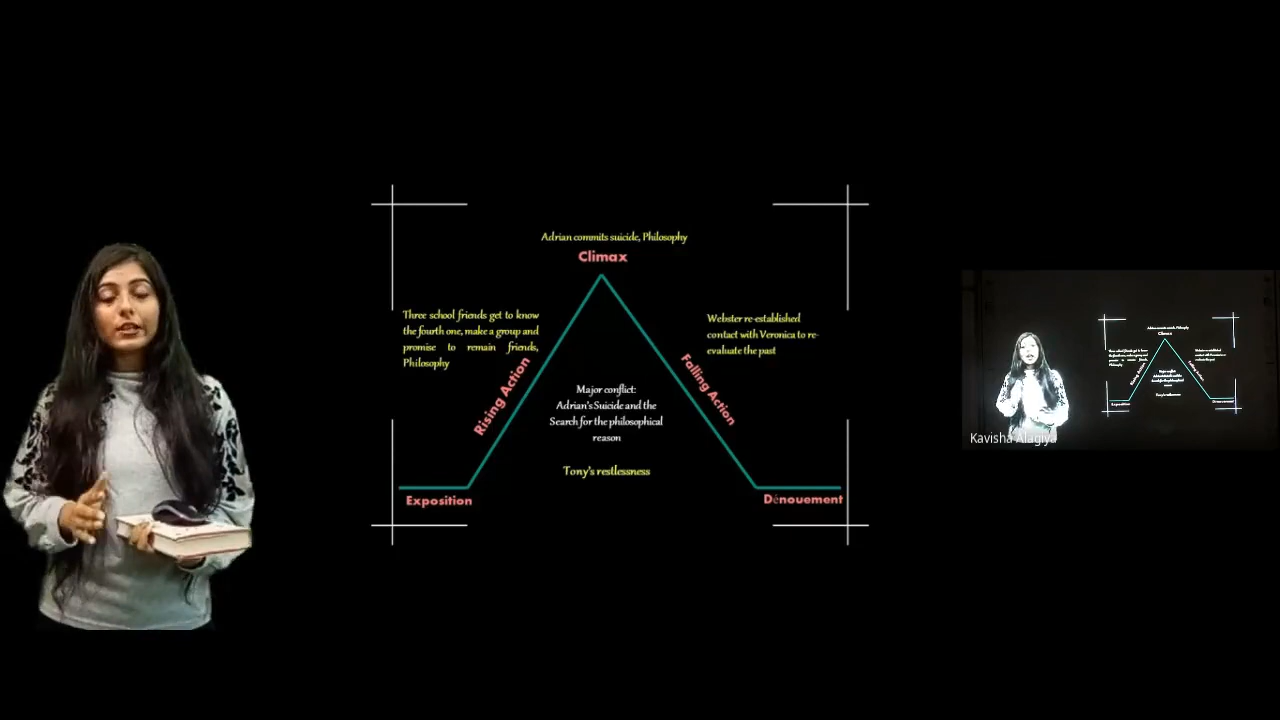 Adrian commits suicide, Philosophy
Climax
Three school friends get to know
the fourth one, make a group and
promise to remain friends,
Philosophy
Rising Action
Webster re-established
contact with Veronica to re-
evaluate the past
Falling Action
Major conflict:
Adrian's Suicide and the
Search for the philosophical
reason
Tony's restlessness
Exposition
Dénouement
Kavisha Alagiya